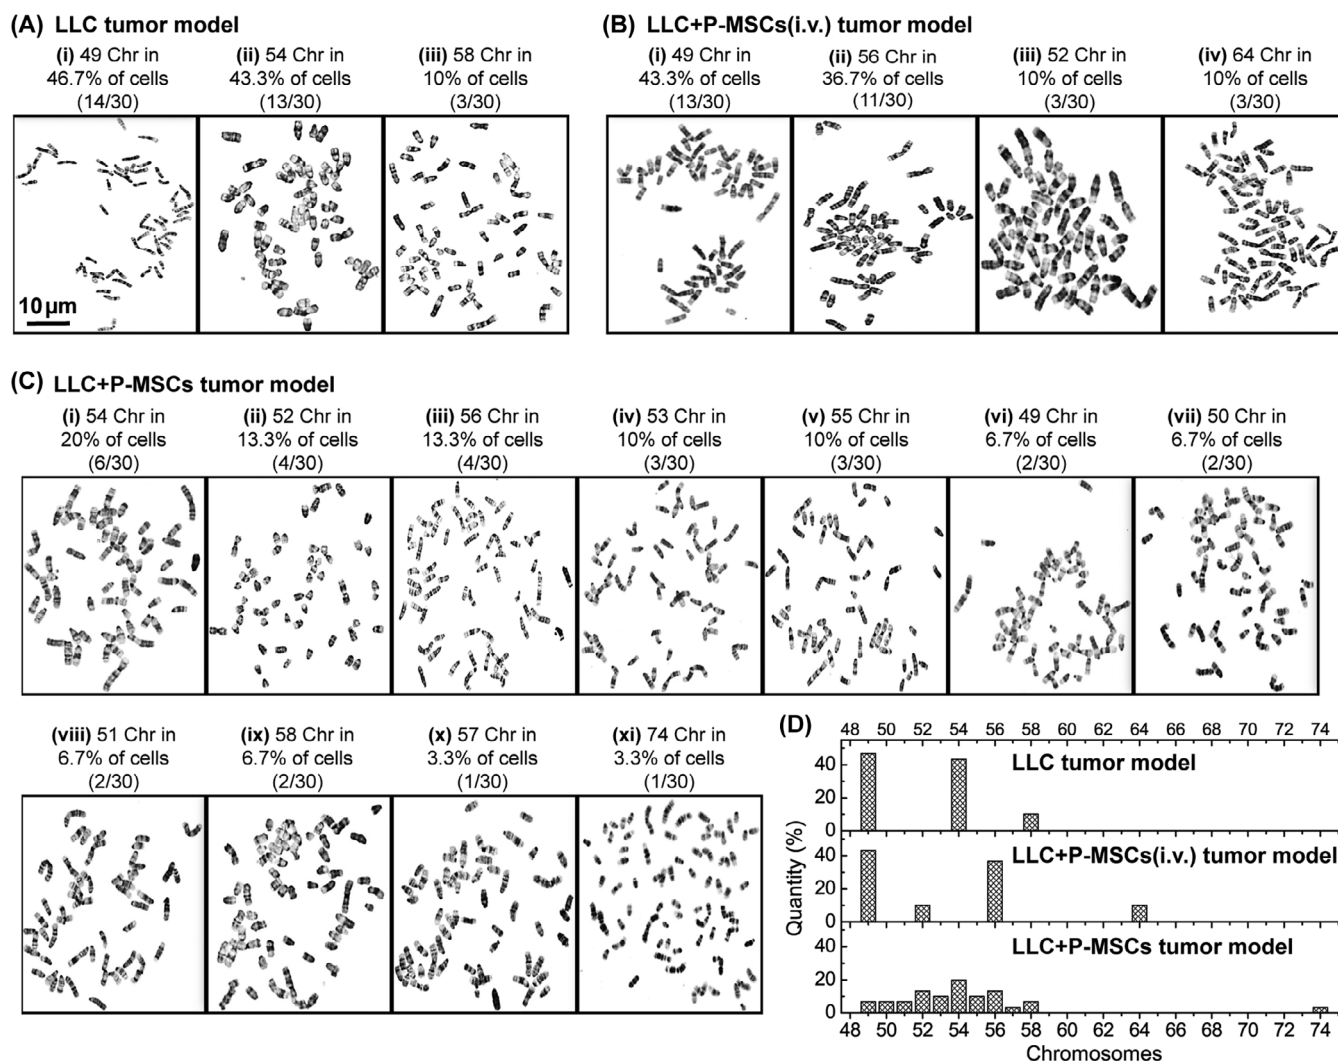 (A) LLC tumor model
(i) 49 Chr in
46.7% of cells
(14/30)
(ii) 54 Chr in
43.3% of cells
(13/30)
(iii) 58 Chr in
10% of cells
(3/30)
10 µm
(B) LLC+P-MSCs(i.v.) tumor model
(i) 49 Chr in
43.3% of cells
(13/30)
(ii) 56 Chr in
36.7% of cells
(11/30)
(iii) 52 Chr in
10% of cells
(3/30)
(iv) 64 Chr in
10% of cells
(3/30)
(C) LLC+P-MSCs tumor model
(i) 54 Chr in
20% of cells
(6/30)
(ii) 52 Chr in
13.3% of cells
(4/30)
(iii) 56 Chr in
13.3% of cells
(4/30)
(iv) 53 Chr in
10% of cells
(3/30)
(v) 55 Chr in
10% of cells
(3/30)
(vi) 49 Chr in
6.7% of cells
(2/30)
(vii) 50 Chr in
6.7% of cells
(2/30)
(viii) 51 Chr in
6.7% of cells
(2/30)
(ix) 58 Chr in
6.7% of cells
(2/30)
(x) 57 Chr in
3.3% of cells
(1/30)
(xi) 74 Chr in
3.3% of cells
(1/30)
(D)
48 50 52 54 56 58 60 62 64 66 68 70 72 74
LLC tumor model
40
20
0
LLC+P-MSCs(i.v.) tumor model
40
20
0
LLC+P-MSCs tumor model
40
20
0
Quantity (%)
48 50 52 54 56 58 60 62 64 66 68 70 72 74
Chromosomes